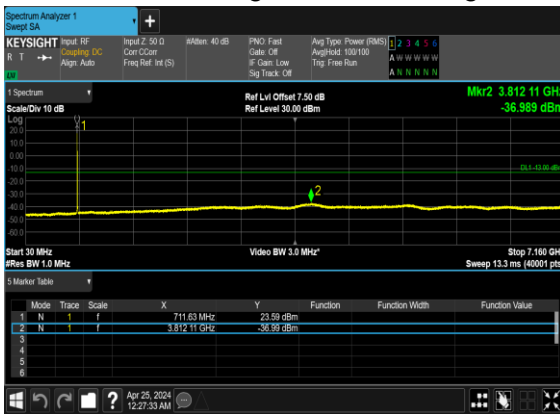 Spectrum Analyzer 1
Swept SA
KEYSIGHT Input: RF Input Z: 50 Ω #Atten: 40 dB PNO: Fast Avg Type: Power (RMS) 1 2 3 4 5 6
R T Coupling: DC Corr CCorr Gate: Off Avg|Hold: 100/100 A W W W W W
Align: Auto Freq Ref: Int (S) IF Gain: Low Trig: Free Run
LV Sig Track: Off A N N N N N
1 Spectrum Ref Lvl Offset 7.50 dB Mkr2 3.812 11 GHz
Scale/Div 10 dB Ref Level 30.00 dBm -36.989 dBm
Log
20.0
10.0
0.00
-10.0
-20.0
-30.0
-40.0
-50.0
-60.0
1
DL1 -13.00 dBm
2
Start 30 MHz Video BW 3.0 MHz* Stop 7.160 GHz
#Res BW 1.0 MHz Sweep 13.3 ms (40001 pts)
5 Marker Table
Mode Trace Scale X Y Function Function Width Function Value
1 N 1 f 711.63 MHz 23.59 dBm
2 N 1 f 3.812 11 GHz -36.99 dBm
3
4
5
6
Apr 25, 2024
12:27:33 AM